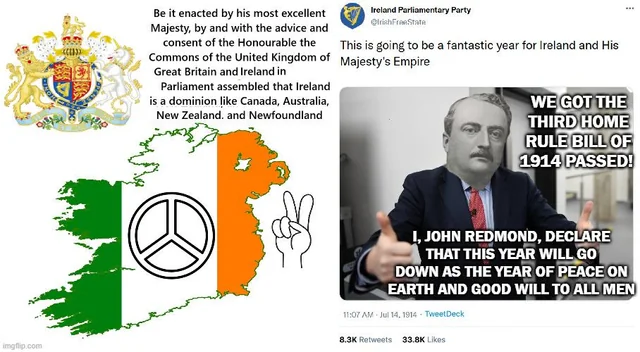 Be it enacted by his most excellent
Majesty, by and with the advice and
consent of the Honourable the
Commons of the United Kingdom of
Great Britain and Ireland in
Parliament assembled that Ireland
is a dominion like Canada, Australia,
New Zealand. and Newfoundland
imgflip.com
Ireland Parliamentary Party
@IrishFreeState
This is going to be a fantastic year for Ireland and His
Majesty's Empire
WE GOT THE
THIRD HOME
RULE BILL OF
1914 PASSED!
I, JOHN REDMOND, DECLARE
THAT THIS YEAR WILL GO
DOWN AS THE YEAR OF PEACE ON
EARTH AND GOOD WILL TO ALL MEN
11:07 AM · Jul 14, 1914 · TweetDeck
8.3K Retweets 33.8K Likes